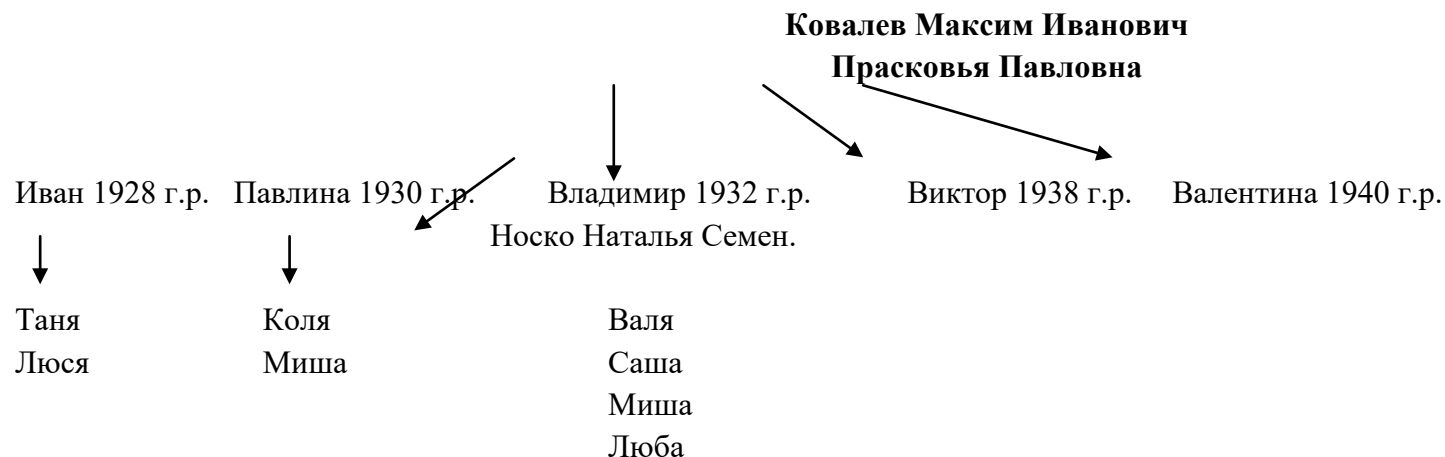 Ковалев Максим Иванович
Прасковья Павловна
Иван 1928 г.р. Павлина 1930 г.р. Владимир 1932 г.р. Виктор 1938 г.р. Валентина 1940 г.р.
Носко Наталья Семен.
Таня Коля Валя
Люся Миша Саша
Миша
Люба